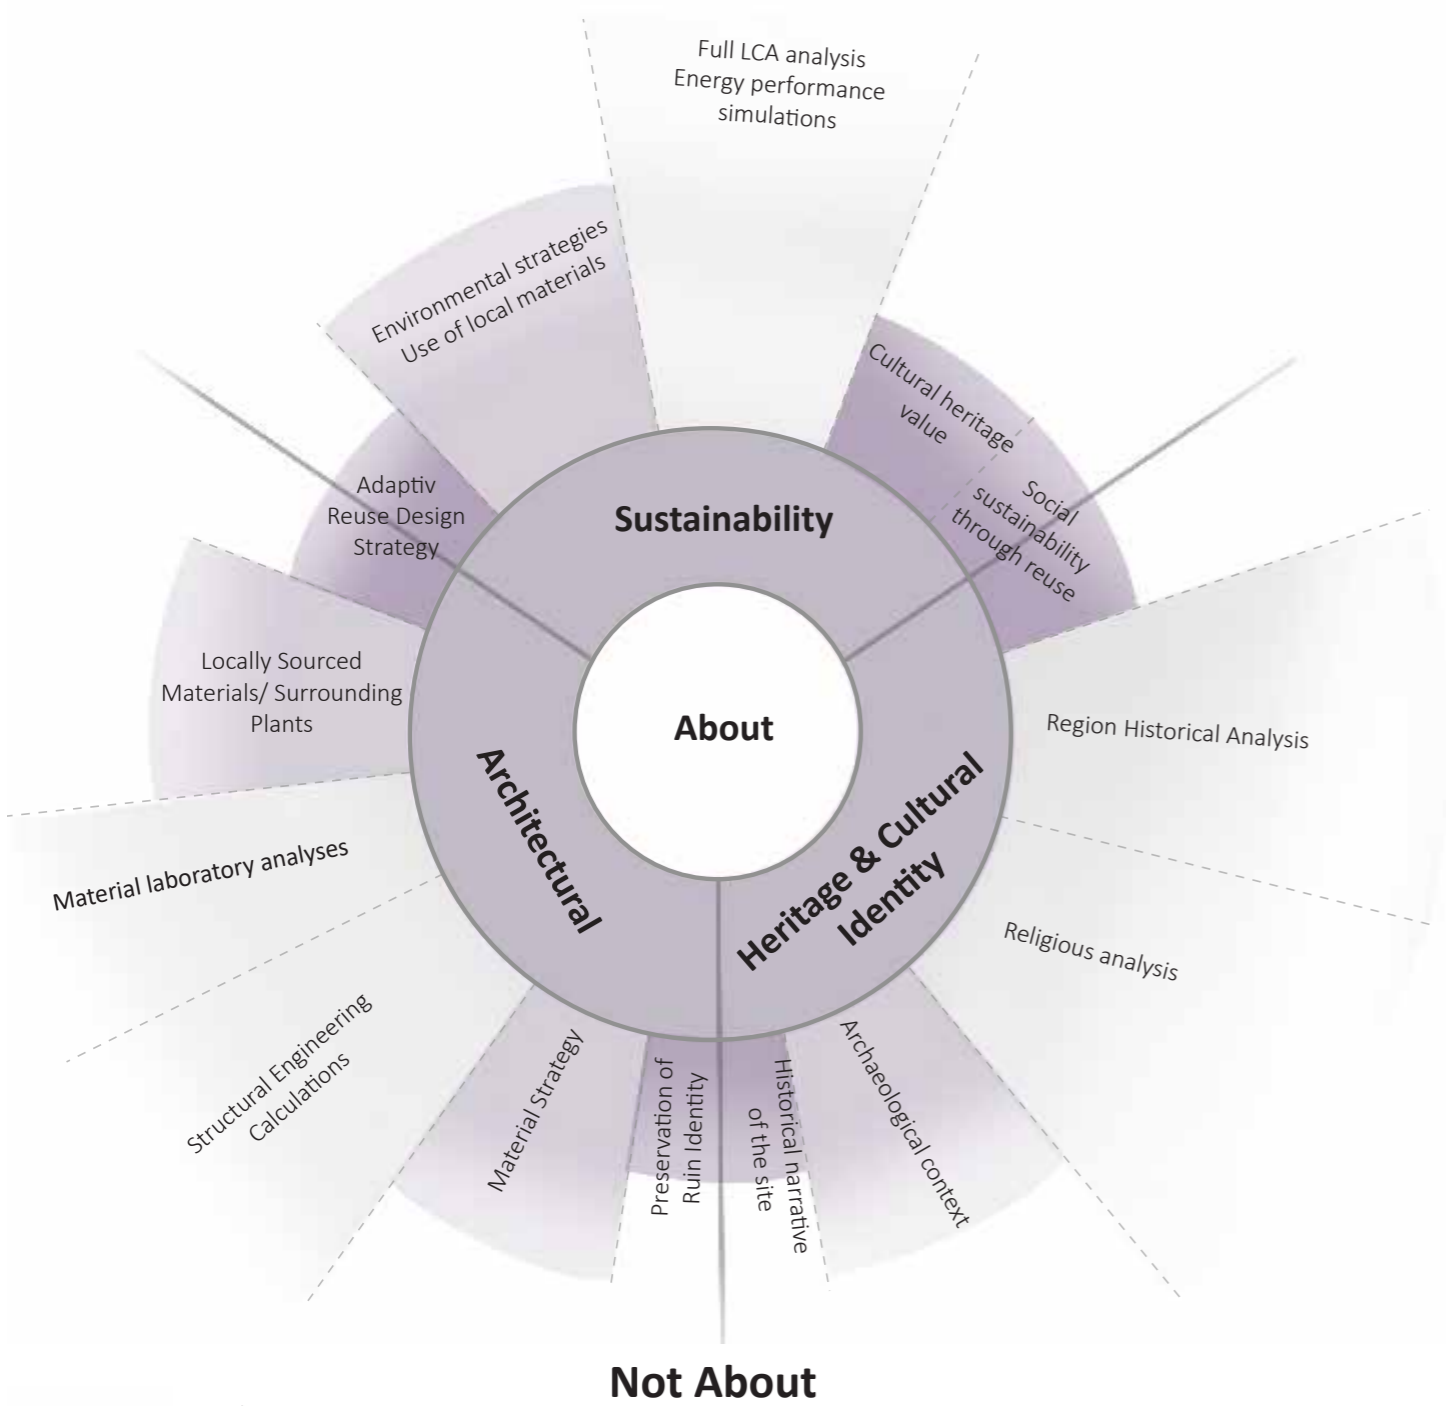 Full LCA analysis
Energy performance
simulations
Environmental strategies
Use of local materials
Cultural heritage
value
Social
sustainability
through reuse
Adaptiv
Reuse Design
Strategy
Sustainability
Locally Sourced
Materials/ Surrounding
Plants
About
Region Historical Analysis
Architectural
Heritage & Cultural
Identity
Material laboratory analyses
Religious analysis
Structural Engineering
Calculations
Material Strategy
Preservation of
Ruin Identity
Historical narrative
of the site
Archaeological context
Not About